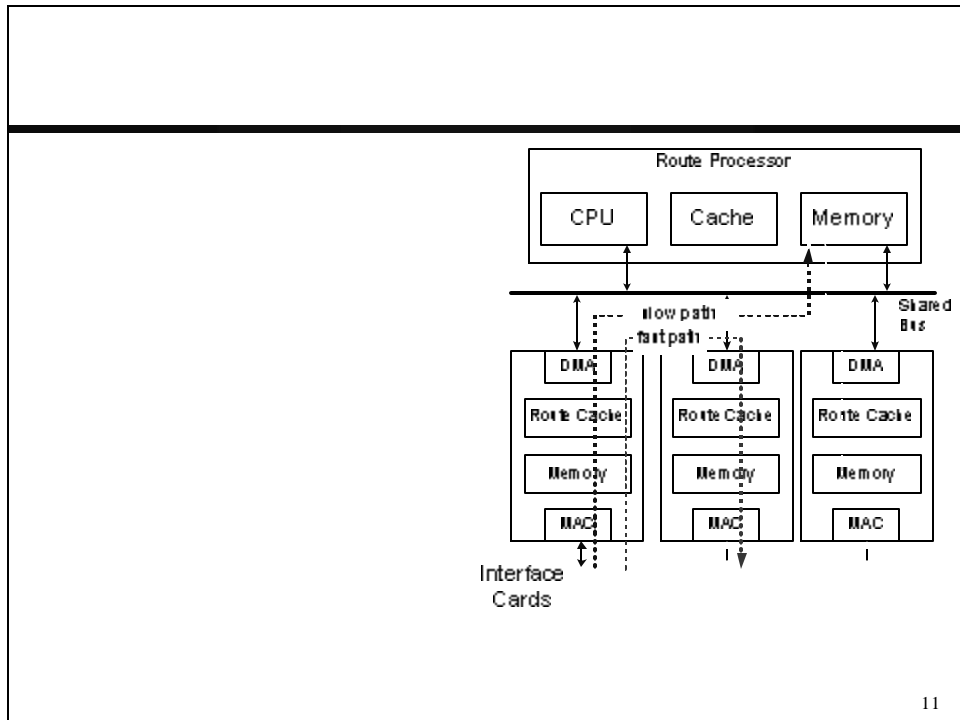 Route Processor
CPU Cache Memory
Shared
Bus
slow path
fast path
DMA DMA DMA
Route Cache Route Cache Route Cache
Memory Memory Memory
MAC MAC MAC
Interface
Cards
11